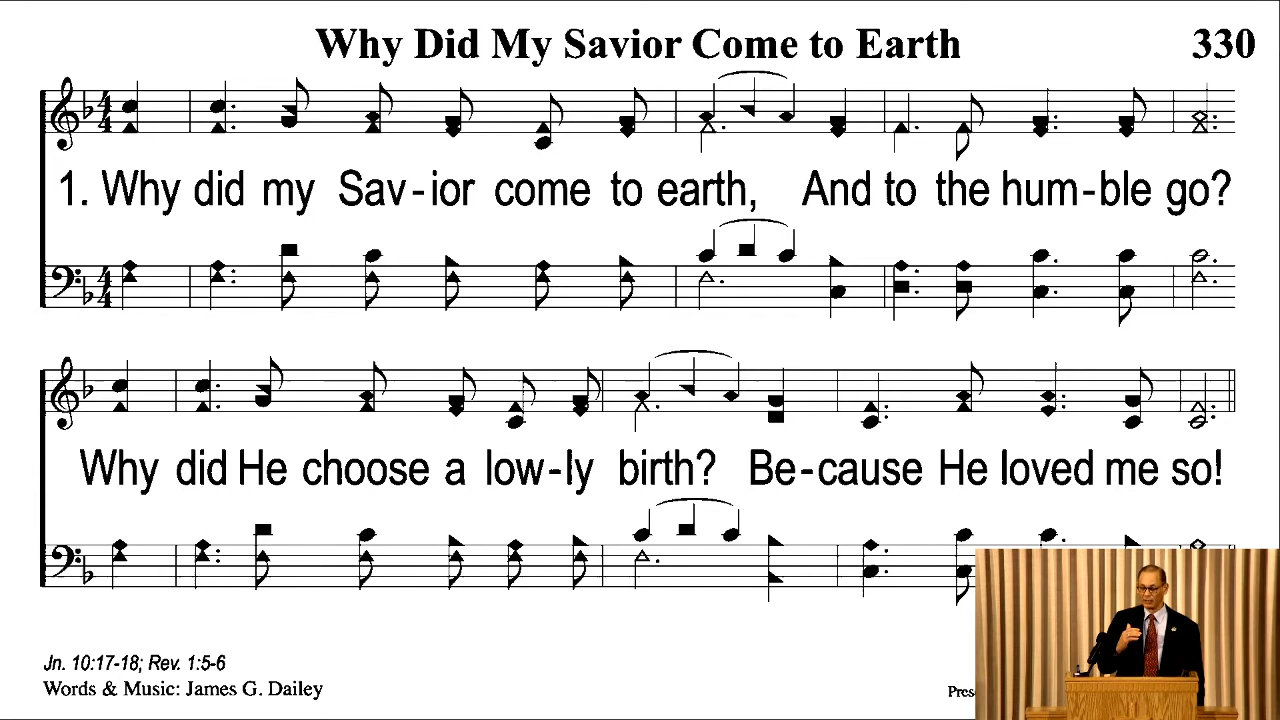 Why Did My Savior Come to Earth 330
1. Why did my Sav-ior come to earth, And to the hum-ble go?
Why did He choose a low-ly birth? Be-cause He loved me so!
Jn. 10:17-18; Rev. 1:5-6
Words & Music: James G. Dailey